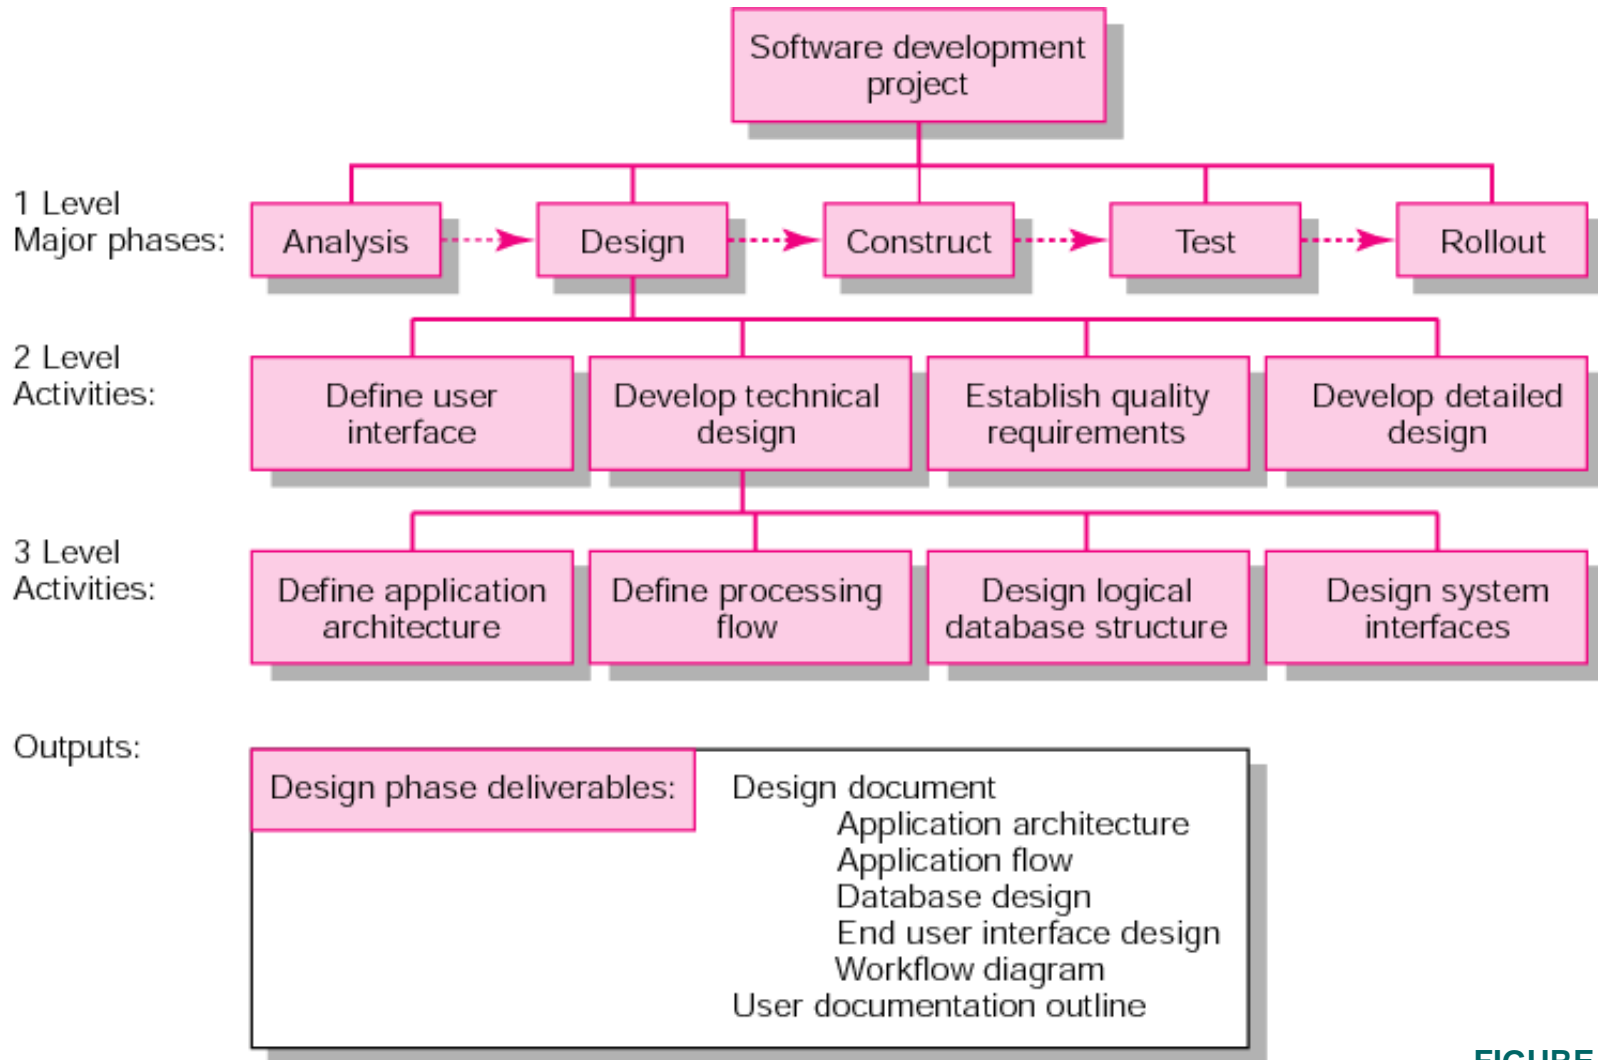 Software development
project
1 Level
Major phases:
Analysis
Design
Construct
Test
Rollout
2 Level
Activities:
Define user
interface
Develop technical
design
Establish quality
requirements
Develop detailed
design
3 Level
Activities:
Define application
architecture
Define processing
flow
Design logical
database structure
Design system
interfaces
Outputs:
Design phase deliverables:
Design document
Application architecture
Application flow
Database design
End user interface design
Workflow diagram
User documentation outline
FIGURE